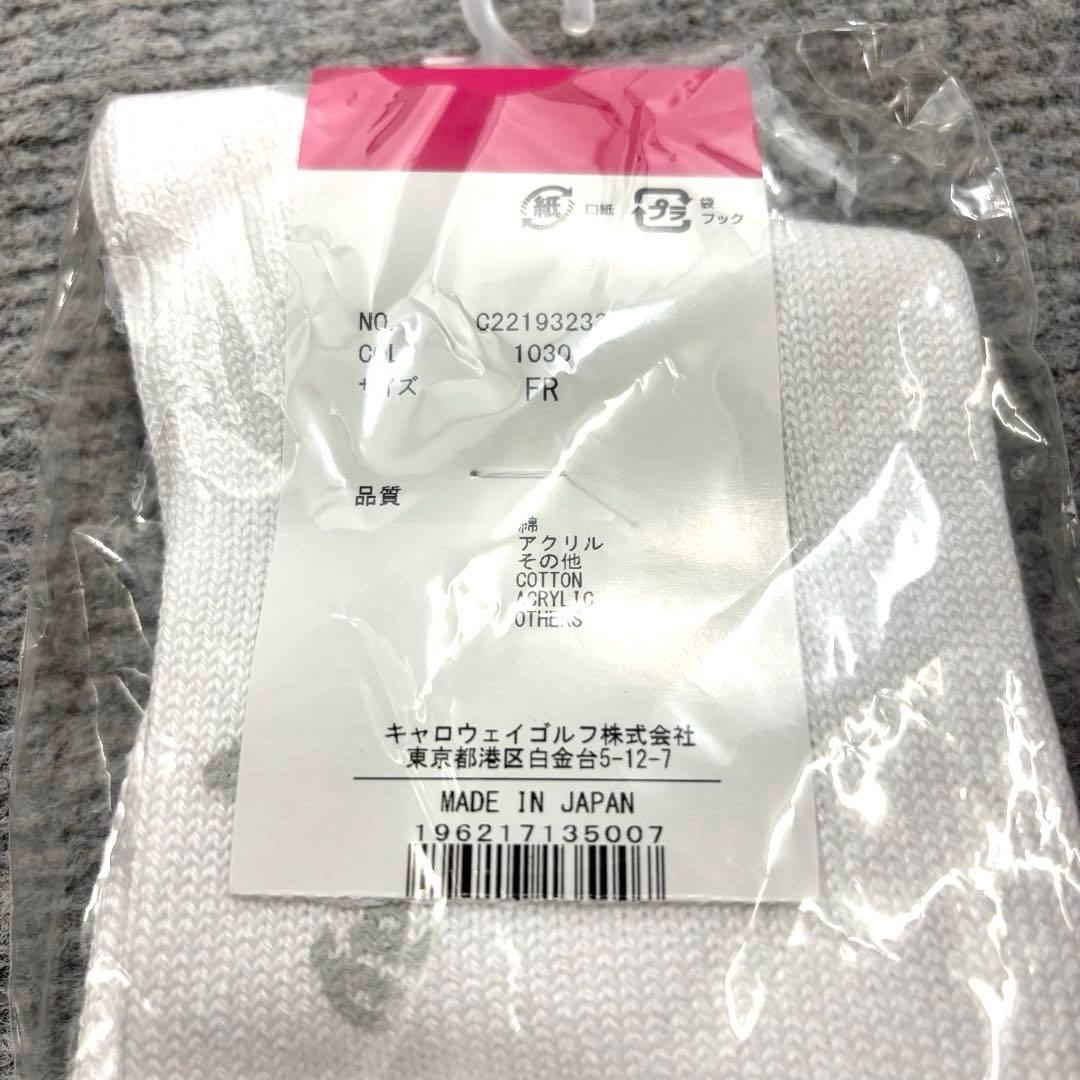 紙 口紙 プラ 袋
フック
NO. C2219323
COL 1030
サイズ FR
品質
綿
アクリル
その他
COTTON
ACRYLIC
OTHERS
キャロウェイゴルフ株式会社
東京都港区白金台5-12-7
MADE IN JAPAN
196217135007